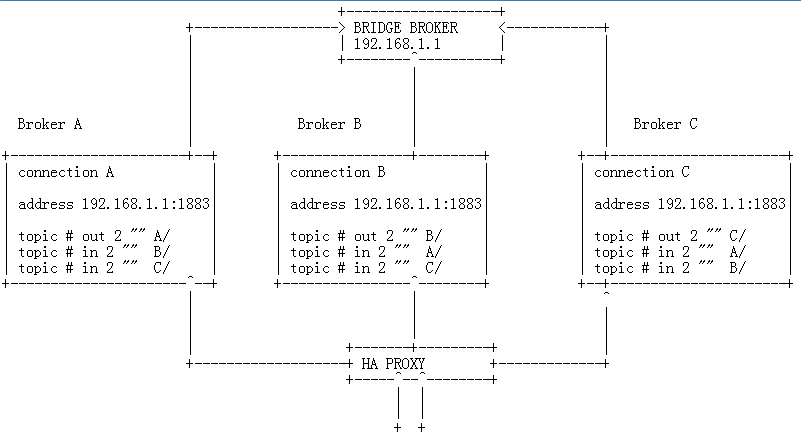 BRIDGE BROKER
192.168.1.1
Broker A
Broker B
Broker C
connection A
address 192.168.1.1:1883
topic # out 2 "" A/
topic # in 2 "" B/
topic # in 2 "" C/
connection B
address 192.168.1.1:1883
topic # out 2 "" B/
topic # in 2 "" A/
topic # in 2 "" C/
connection C
address 192.168.1.1:1883
topic # out 2 "" C/
topic # in 2 "" A/
topic # in 2 "" B/
HA PROXY